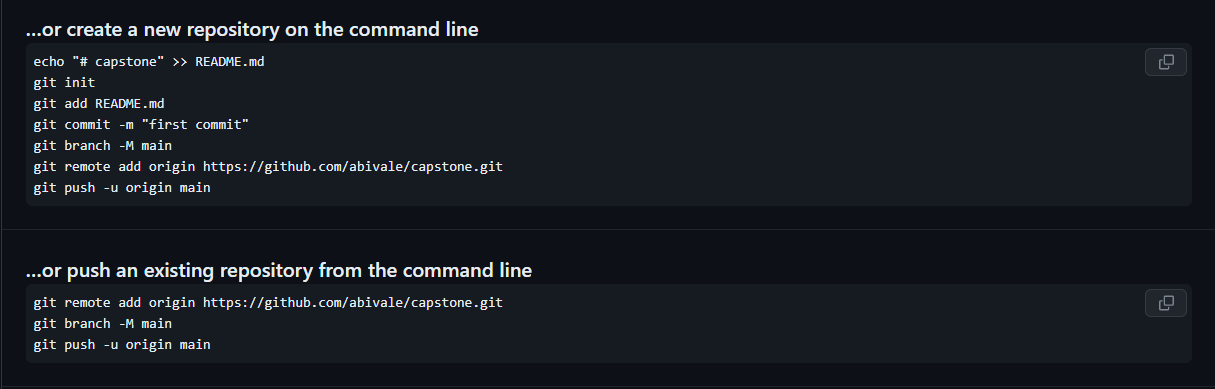 ...or create a new repository on the command line
echo "# capstone" >> README.md
git init
git add README.md
git commit -m "first commit"
git branch -M main
git remote add origin https://github.com/abivale/capstone.git
git push -u origin main
...or push an existing repository from the command line
git remote add origin https://github.com/abivale/capstone.git
git branch -M main
git push -u origin main